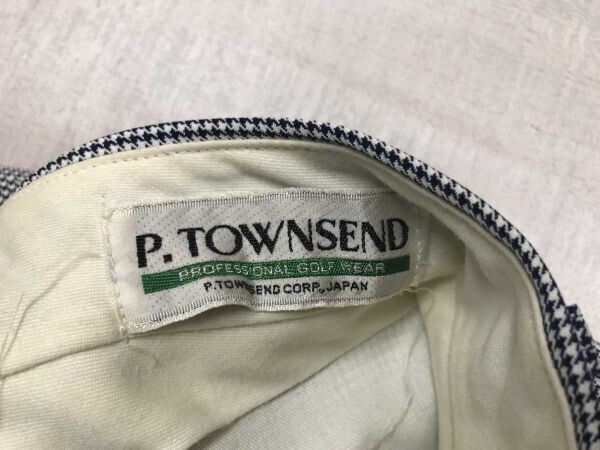 P. TOWNSEND
PROFESSIONAL GOLF WEAR
P.TOWNSEND CORP., JAPAN